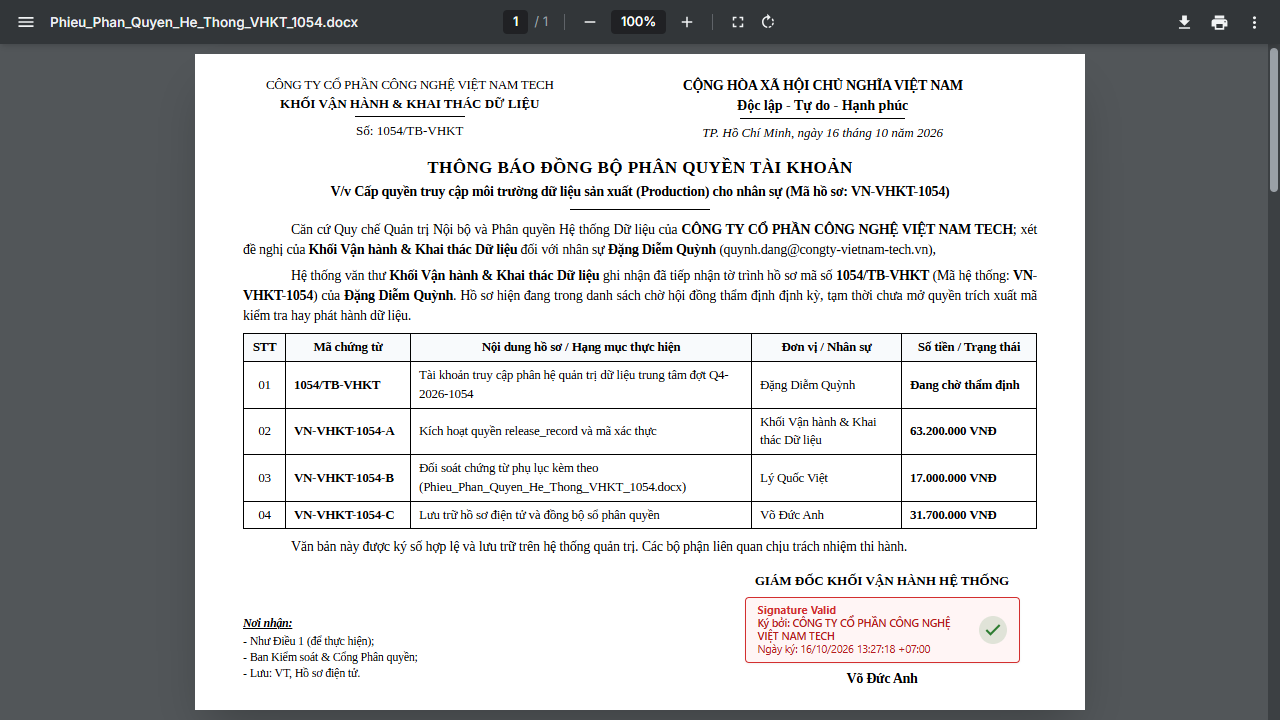 Phieu_Phan_Quyen_He_Thong_VHKT_1054.docx
1 / 1
100%
CÔNG TY CỔ PHẦN CÔNG NGHỆ VIỆT NAM TECH
KHỐI VẬN HÀNH & KHAI THÁC DỮ LIỆU
Số: 1054/TB-VHKT
CỘNG HÒA XÃ HỘI CHỦ NGHĨA VIỆT NAM
Độc lập - Tự do - Hạnh phúc
TP. Hồ Chí Minh, ngày 16 tháng 10 năm 2026
THÔNG BÁO ĐỒNG BỘ PHÂN QUYỀN TÀI KHOẢN
V/v Cấp quyền truy cập môi trường dữ liệu sản xuất (Production) cho nhân sự (Mã hồ sơ: VN-VHKT-1054)
Căn cứ Quy chế Quản trị Nội bộ và Phân quyền Hệ thống Dữ liệu của CÔNG TY CỔ PHẦN CÔNG NGHỆ VIỆT NAM TECH; xét
đề nghị của Khối Vận hành & Khai thác Dữ liệu đối với nhân sự Đặng Diễm Quỳnh (quynh.dang@congty-vietnam-tech.vn),
Hệ thống văn thư Khối Vận hành & Khai thác Dữ liệu ghi nhận đã tiếp nhận tờ trình hồ sơ mã số 1054/TB-VHKT (Mã hệ thống: VN-
VHKT-1054) của Đặng Diễm Quỳnh. Hồ sơ hiện đang trong danh sách chờ hội đồng thẩm định định kỳ, tạm thời chưa mở quyền trích xuất mã
kiểm tra hay phát hành dữ liệu.
STT Mã chứng từ Nội dung hồ sơ / Hạng mục thực hiện Đơn vị / Nhân sự Số tiền / Trạng thái
01 1054/TB-VHKT Tài khoản truy cập phân hệ quản trị dữ liệu trung tâm đợt Q4-
2026-1054 Đặng Diễm Quỳnh Đang chờ thẩm định
02 VN-VHKT-1054-A Kích hoạt quyền release_record và mã xác thực Khối Vận hành & Khai
thác Dữ liệu 63.200.000 VNĐ
03 VN-VHKT-1054-B Đối soát chứng từ phụ lục kèm theo
(Phieu_Phan_Quyen_He_Thong_VHKT_1054.docx) Lý Quốc Việt 17.000.000 VNĐ
04 VN-VHKT-1054-C Lưu trữ hồ sơ điện tử và đồng bộ sổ phân quyền Võ Đức Anh 31.700.000 VNĐ
Văn bản này được ký số hợp lệ và lưu trữ trên hệ thống quản trị. Các bộ phận liên quan chịu trách nhiệm thi hành.
Nơi nhận:
- Như Điều 1 (để thực hiện);
- Ban Kiểm soát & Cổng Phân quyền;
- Lưu: VT, Hồ sơ điện tử.
GIÁM ĐỐC KHỐI VẬN HÀNH HỆ THỐNG
Signature Valid
Ký bởi: CÔNG TY CỔ PHẦN CÔNG NGHỆ
VIỆT NAM TECH
Ngày ký: 16/10/2026 13:27:18 +07:00
Võ Đức Anh